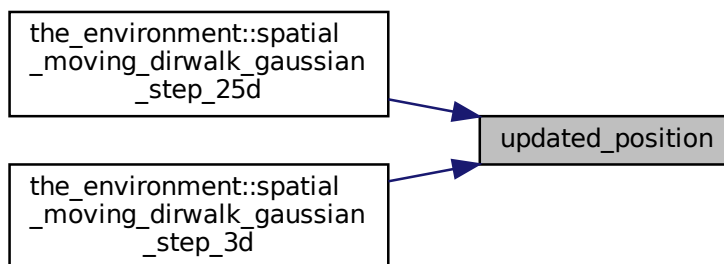 the_environment::spatial
_moving_dirwalk_gaussian
_step_25d
updated_position
the_environment::spatial
_moving_dirwalk_gaussian
_step_3d